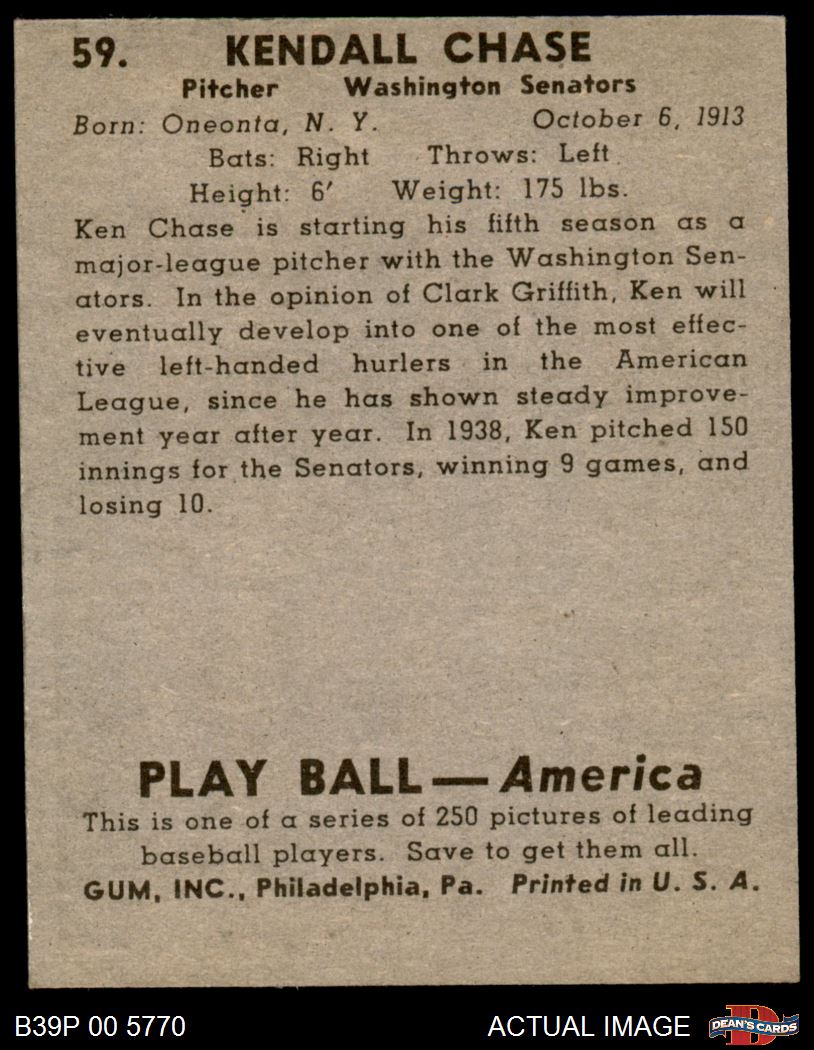 59. KENDALL CHASE
Pitcher Washington Senators
Born: Oneonta, N. Y. October 6, 1913
Bats: Right Throws: Left
Height: 6' Weight: 175 lbs.
Ken Chase is starting his fifth season as a
major-league pitcher with the Washington Sen-
ators. In the opinion of Clark Griffith, Ken will
eventually develop into one of the most effec-
tive left-handed hurlers in the American
League, since he has shown steady improve-
ment year after year. In 1938, Ken pitched 150
innings for the Senators, winning 9 games, and
losing 10.
PLAY BALL—America
This is one of a series of 250 pictures of leading
baseball players. Save to get them all.
GUM, INC., Philadelphia, Pa. Printed in U. S. A.
B39P 00 5770 ACTUAL IMAGE D DEAN'S CARDS